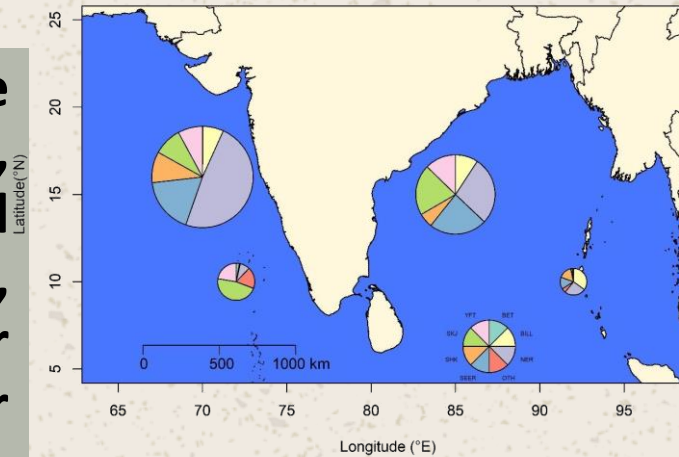 25
20
15
10
5
Latitude(°N)
YFT BET
SKJ BILL
SHK NER
SEER OTH
0 500 1000 km
65 70 75 80 85 90 95
Longitude (°E)